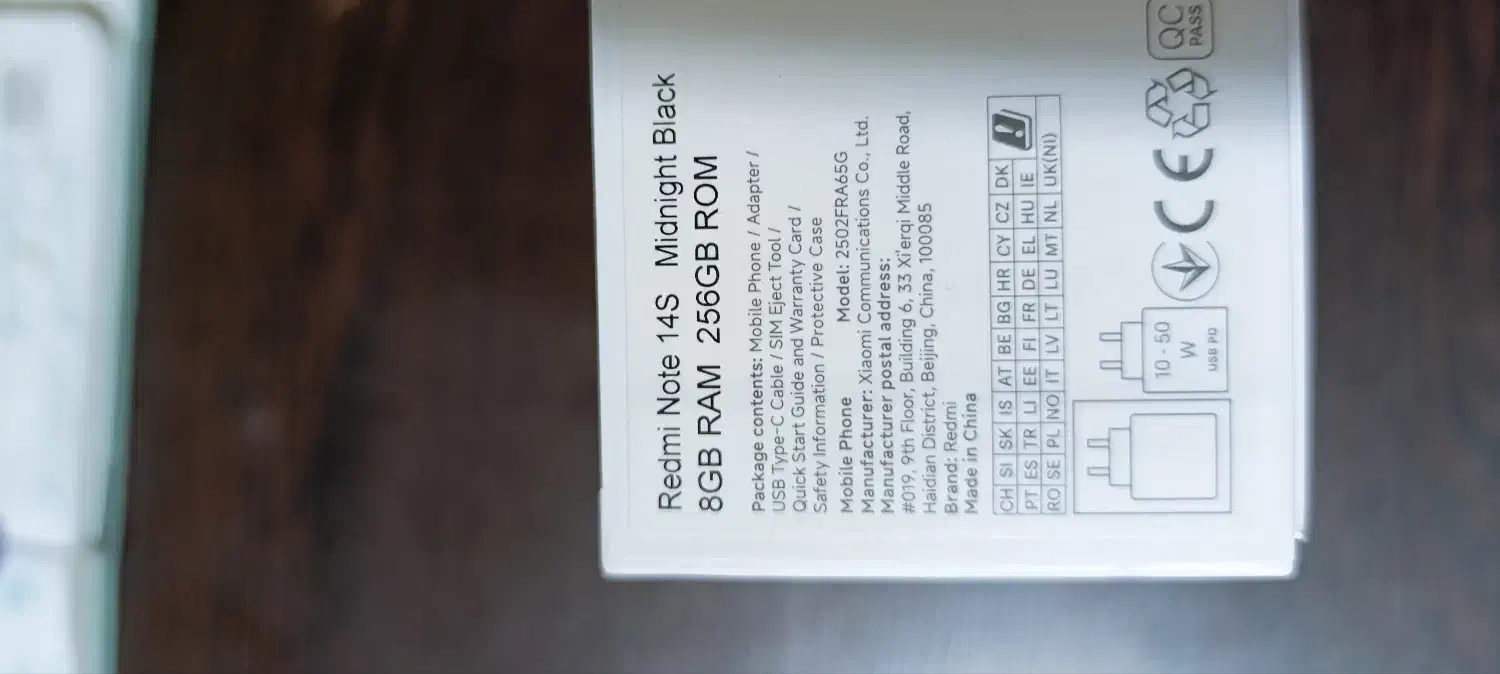 Redmi Note 14S Midnight Black
8GB RAM 256GB ROM
Package contents: Mobile Phone / Adapter /
USB Type-C Cable / SIM Eject Tool /
Quick Start Guide and Warranty Card /
Safety Information / Protective Case
Mobile Phone Model: 2502FRA65G
Manufacturer: Xiaomi Communications Co., Ltd.
Manufacturer postal address:
#019, 9th Floor, Building 6, 33 Xi'erqi Middle Road,
Haidian District, Beijing, China, 100085
Brand: Redmi
Made in China
CH SI SK IS AT BE BG HR CY CZ DK
PT ES TR LI EE FI FR DE EL HU IE
RO SE PL NO IT LV LT LU MT NL UK(NI)
10 - 50
W
USB PD
CE
QC
PASS